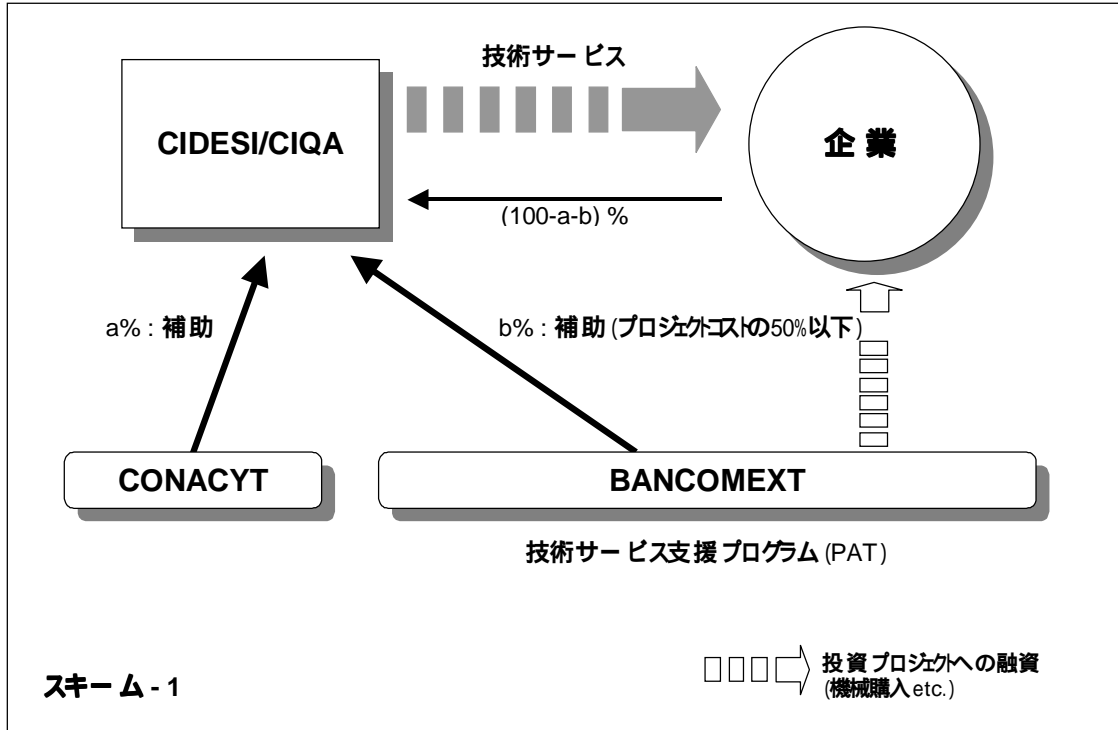 技術サービス
CIDESI/CIQA
企 業
(100-a-b) %
a% : 補助
b% : 補助 (プロジェクトコストの50%以下)
CONACYT
BANCOMEXT
技術サービス支援プログラム (PAT)
投資プロジェクトへの融資
(機械購入 etc.)
スキーム - 1